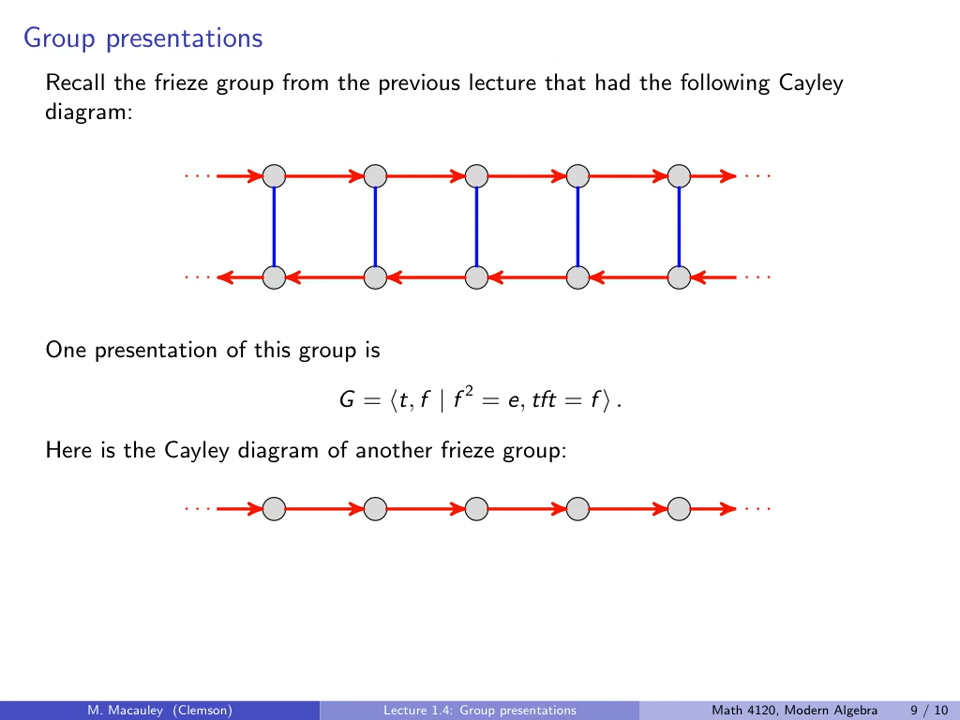 Group presentations
Recall the frieze group from the previous lecture that had the following Cayley
diagram:
··· ···
··· ···
One presentation of this group is
G = ⟨t, f | f² = e, tft = f⟩ .
Here is the Cayley diagram of another frieze group:
··· ···
M. Macauley (Clemson) Lecture 1.4: Group presentations Math 4120, Modern Algebra 9 / 10